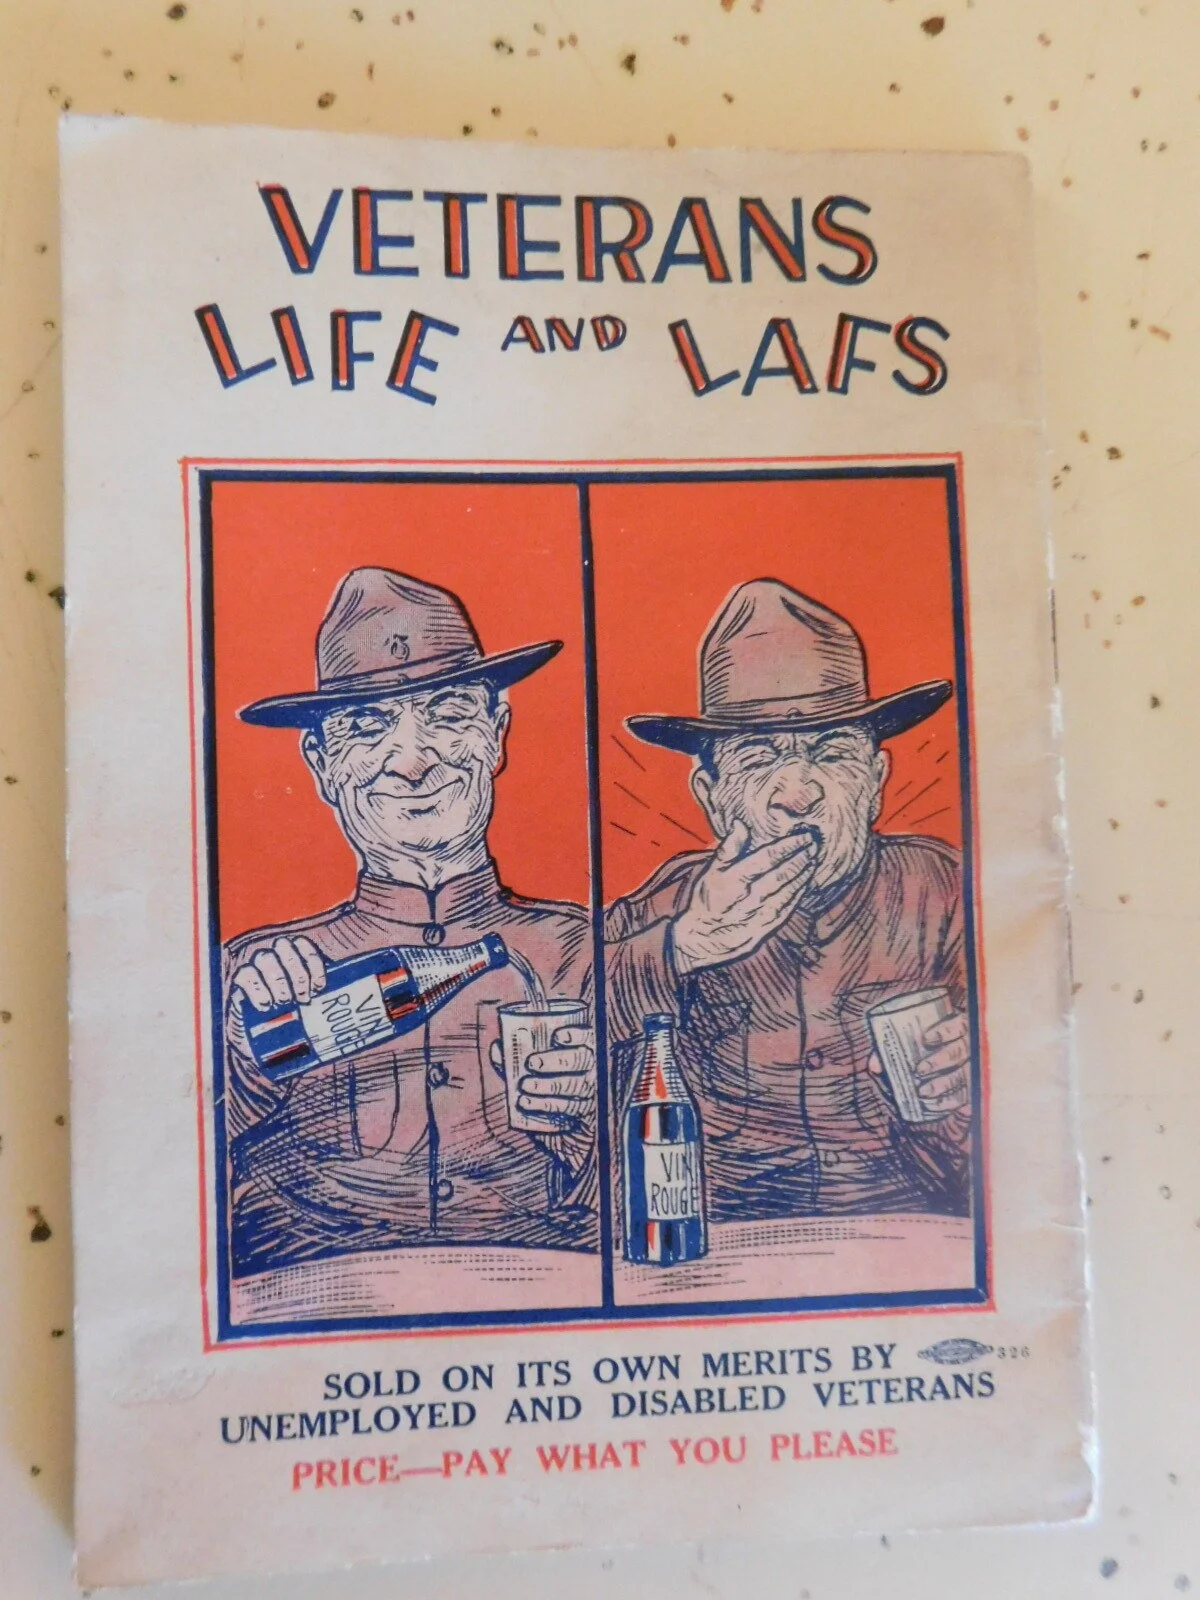 VETERANS
LIFE AND LAFS
VIN
ROUGE
VIN
ROUGE
SOLD ON ITS OWN MERITS BY 326
UNEMPLOYED AND DISABLED VETERANS
PRICE—PAY WHAT YOU PLEASE